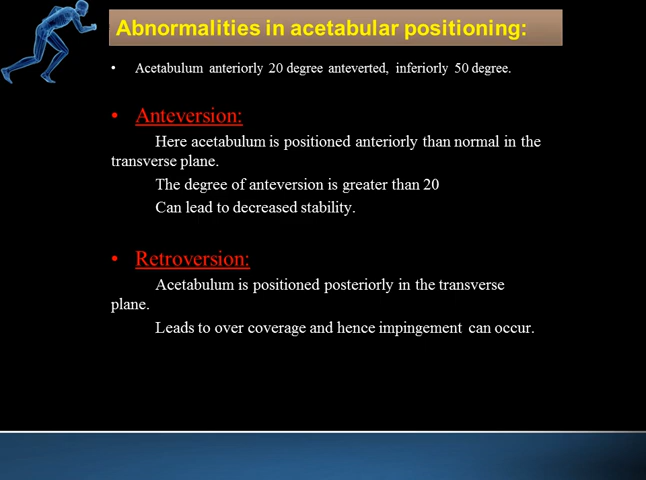 Abnormalities in acetabular positioning:
• Acetabulum anteriorly 20 degree anteverted, inferiorly 50 degree.
• Anteversion:
Here acetabulum is positioned anteriorly than normal in the
transverse plane.
The degree of anteversion is greater than 20
Can lead to decreased stability.
• Retroversion:
Acetabulum is positioned posteriorly in the transverse
plane.
Leads to over coverage and hence impingement can occur.